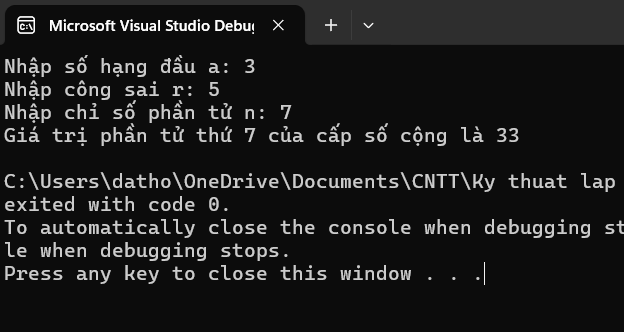 Microsoft Visual Studio Debu
Nhập số hạng đầu a: 3
Nhập công sai r: 5
Nhập chỉ số phần tử n: 7
Giá trị phần tử thứ 7 của cấp số cộng là 33
C:\Users\datho\OneDrive\Documents\CNTT\Ky thuat lap
exited with code 0.
To automatically close the console when debugging st
le when debugging stops.
Press any key to close this window . . .